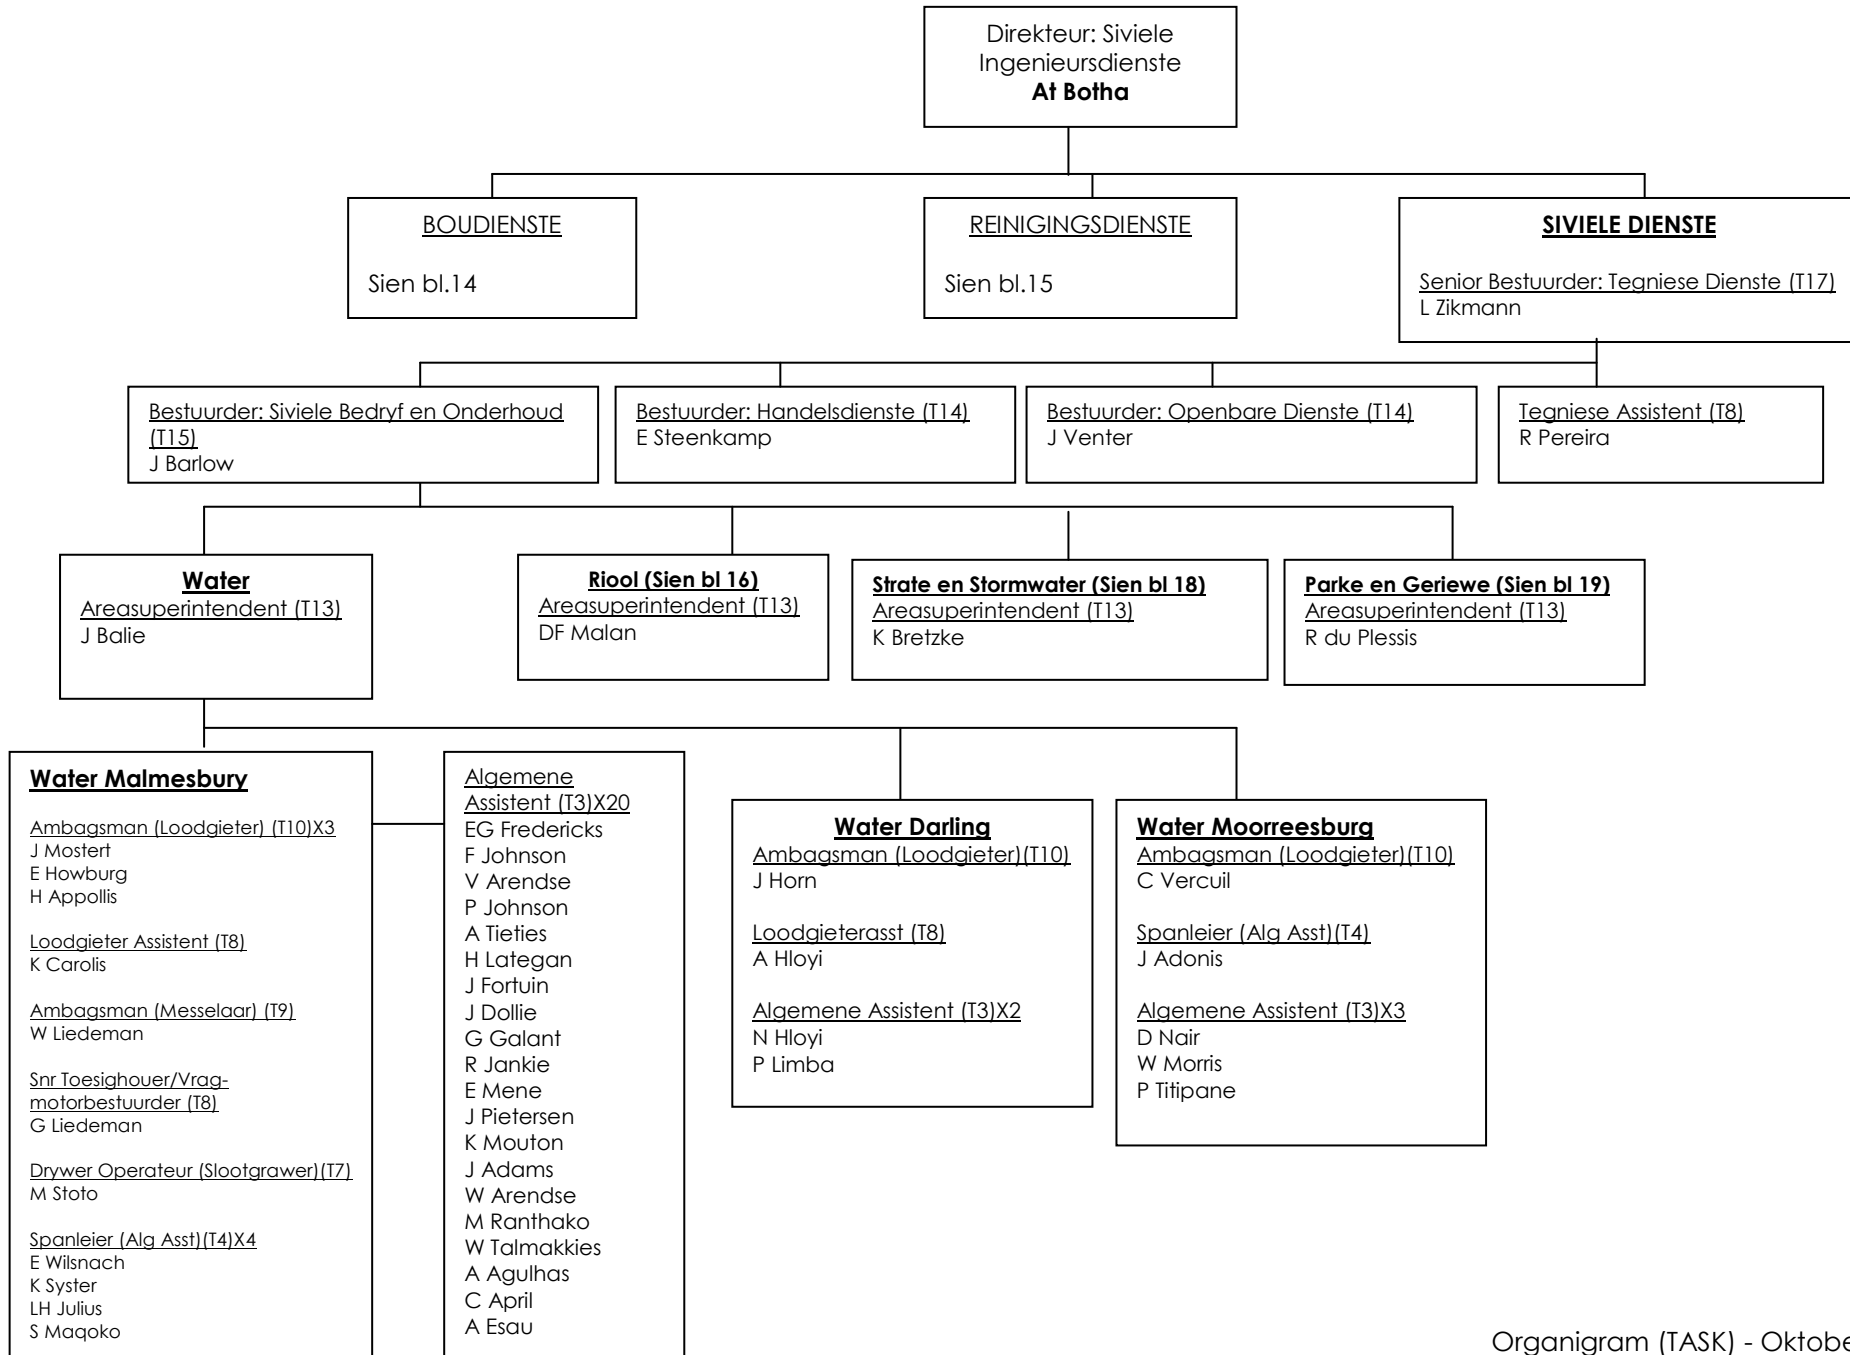 Direkteur: Siviele
Ingenieursdienste
At Botha
BOUDIENSTE
Sien bl.14
REINIGINGSDIENSTE
Sien bl.15
SIVIELE DIENSTE
Senior Bestuurder: Tegniese Dienste (T17)
L Zikmann
Bestuurder: Siviele Bedryf en Onderhoud
(T15)
J Barlow
Bestuurder: Handelsdienste (T14)
E Steenkamp
Bestuurder: Openbare Dienste (T14)
J Venter
Tegniese Assistent (T8)
R Pereira
Water
Areasuperintendent (T13)
J Balie
Riool (Sien bl 16)
Areasuperintendent (T13)
DF Malan
Strate en Stormwater (Sien bl 18)
Areasuperintendent (T13)
K Bretzke
Parke en Geriewe (Sien bl 19)
Areasuperintendent (T13)
R du Plessis
Water Malmesbury
Ambagsman (Loodgieter) (T10)X3
J Mostert
E Howburg
H Appollis
Loodgieter Assistent (T8)
K Carolis
Ambagsman (Messelaar) (T9)
W Liedeman
Snr Toesighouer/Vrag-
motorbestuurder (T8)
G Liedeman
Drywer Operateur (Slootgrawer)(T7)
M Stoto
Spanleier (Alg Asst)(T4)X4
E Wilsnach
K Syster
LH Julius
S Maqoko
Algemene
Assistent (T3)X20
EG Fredericks
F Johnson
V Arendse
P Johnson
A Tieties
H Lategan
J Fortuin
J Dollie
G Galant
R Jankie
E Mene
J Pietersen
K Mouton
J Adams
W Arendse
M Ranthako
W Talmakkies
A Agulhas
C April
A Esau
Water Darling
Ambagsman (Loodgieter)(T10)
J Horn
Loodgieterasst (T8)
A Hloyi
Algemene Assistent (T3)X2
N Hloyi
P Limba
Water Moorreesburg
Ambagsman (Loodgieter)(T10)
C Vercuil
Spanleier (Alg Asst)(T4)
J Adonis
Algemene Assistent (T3)X3
D Nair
W Morris
P Titipane
Organigram (TASK) - Oktobe